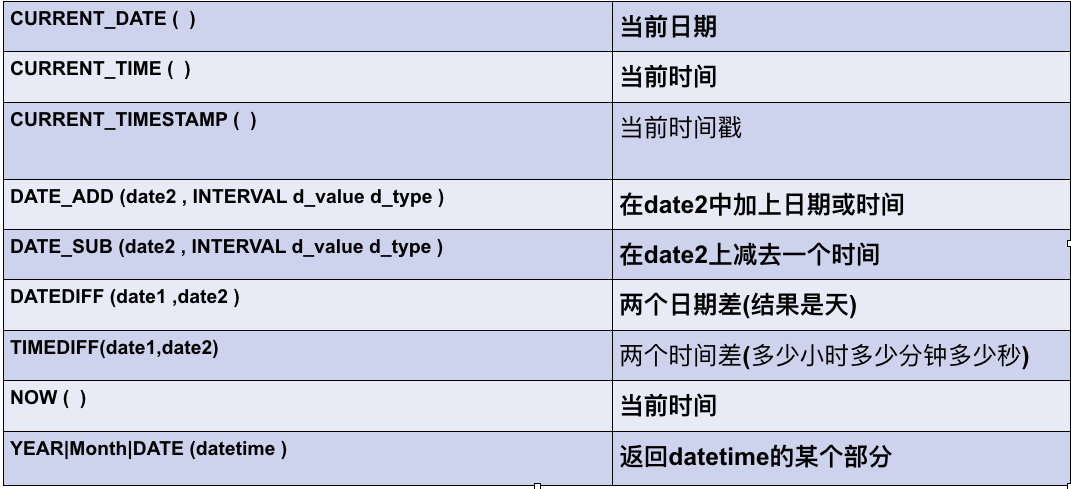 CURRENT_DATE (  ) 当前日期
CURRENT_TIME (  ) 当前时间
CURRENT_TIMESTAMP (  ) 当前时间戳
DATE_ADD (date2 , INTERVAL d_value d_type ) 在date2中加上日期或时间
DATE_SUB (date2 , INTERVAL d_value d_type ) 在date2上减去一个时间
DATEDIFF (date1 ,date2 ) 两个日期差(结果是天)
TIMEDIFF(date1,date2) 两个时间差(多少小时多少分钟多少秒)
NOW (  ) 当前时间
YEAR|Month|DATE (datetime ) 返回datetime的某个部分